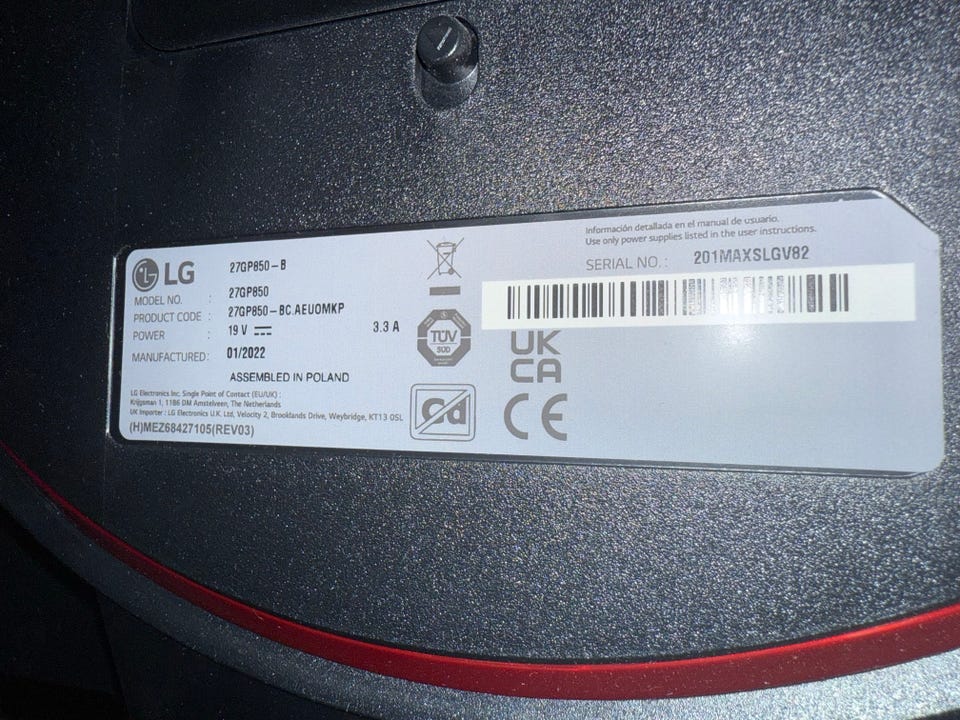 LG
27GP850-B
MODEL NO. : 27GP850
PRODUCT CODE : 27GP850-BC.AEUOMKP
POWER : 19 V 3.3 A
MANUFACTURED: 01/2022
ASSEMBLED IN POLAND
LG Electronics Inc. Single Point of Contact (EU/UK) :
Krijgsman 1, 1186 DM Amstelveen, The Netherlands
UK Importer : LG Electronics U.K. Ltd, Velocity 2, Brooklands Drive, Weybridge, KT13 0SL
(H)MEZ68427105(REV03)
TÜV
SÜD
Cd
Información detallada en el manual de usuario.
Use only power supplies listed in the user instructions.
SERIAL NO. : 201MAXSLGV82
UK
CA
CE